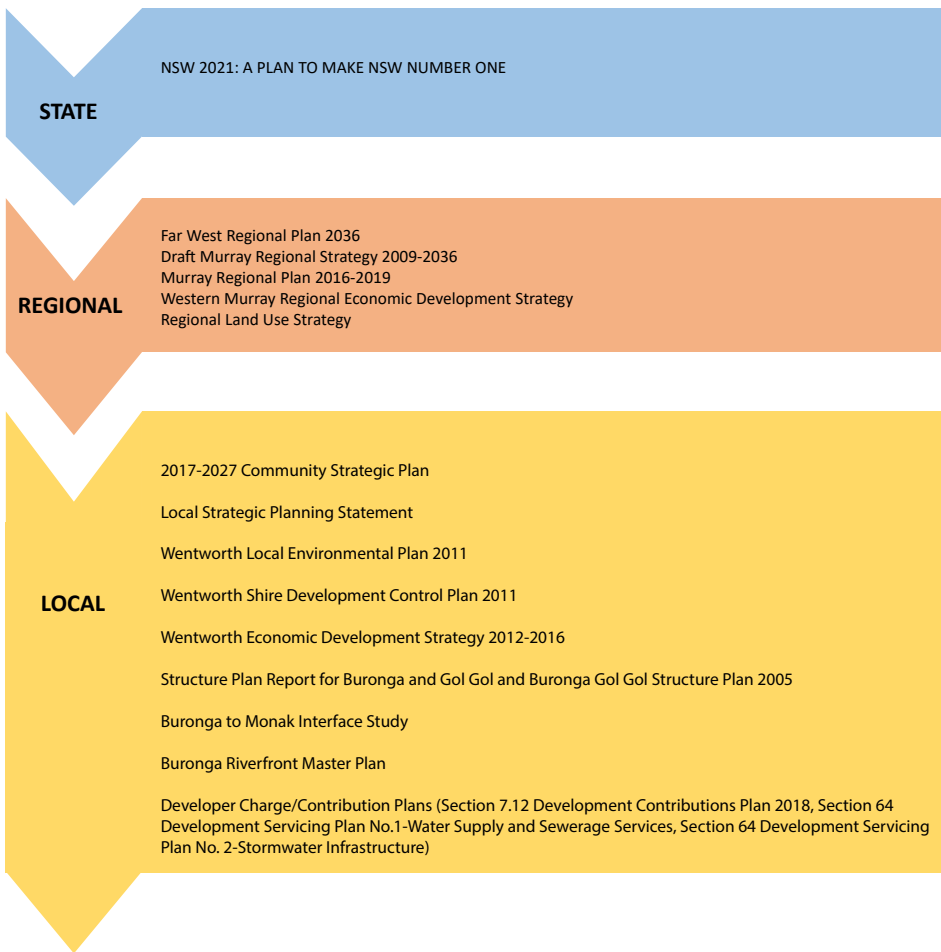 STATE
NSW 2021: A PLAN TO MAKE NSW NUMBER ONE
REGIONAL
Far West Regional Plan 2036
Draft Murray Regional Strategy 2009-2036
Murray Regional Plan 2016-2019
Western Murray Regional Economic Development Strategy
Regional Land Use Strategy
LOCAL
2017-2027 Community Strategic Plan
Local Strategic Planning Statement
Wentworth Local Environmental Plan 2011
Wentworth Shire Development Control Plan 2011
Wentworth Economic Development Strategy 2012-2016
Structure Plan Report for Buronga and Gol Gol and Buronga Gol Gol Structure Plan 2005
Buronga to Monak Interface Study
Buronga Riverfront Master Plan
Developer Charge/Contribution Plans (Section 7.12 Development Contributions Plan 2018, Section 64
Development Servicing Plan No.1-Water Supply and Sewerage Services, Section 64 Development Servicing
Plan No. 2-Stormwater Infrastructure)